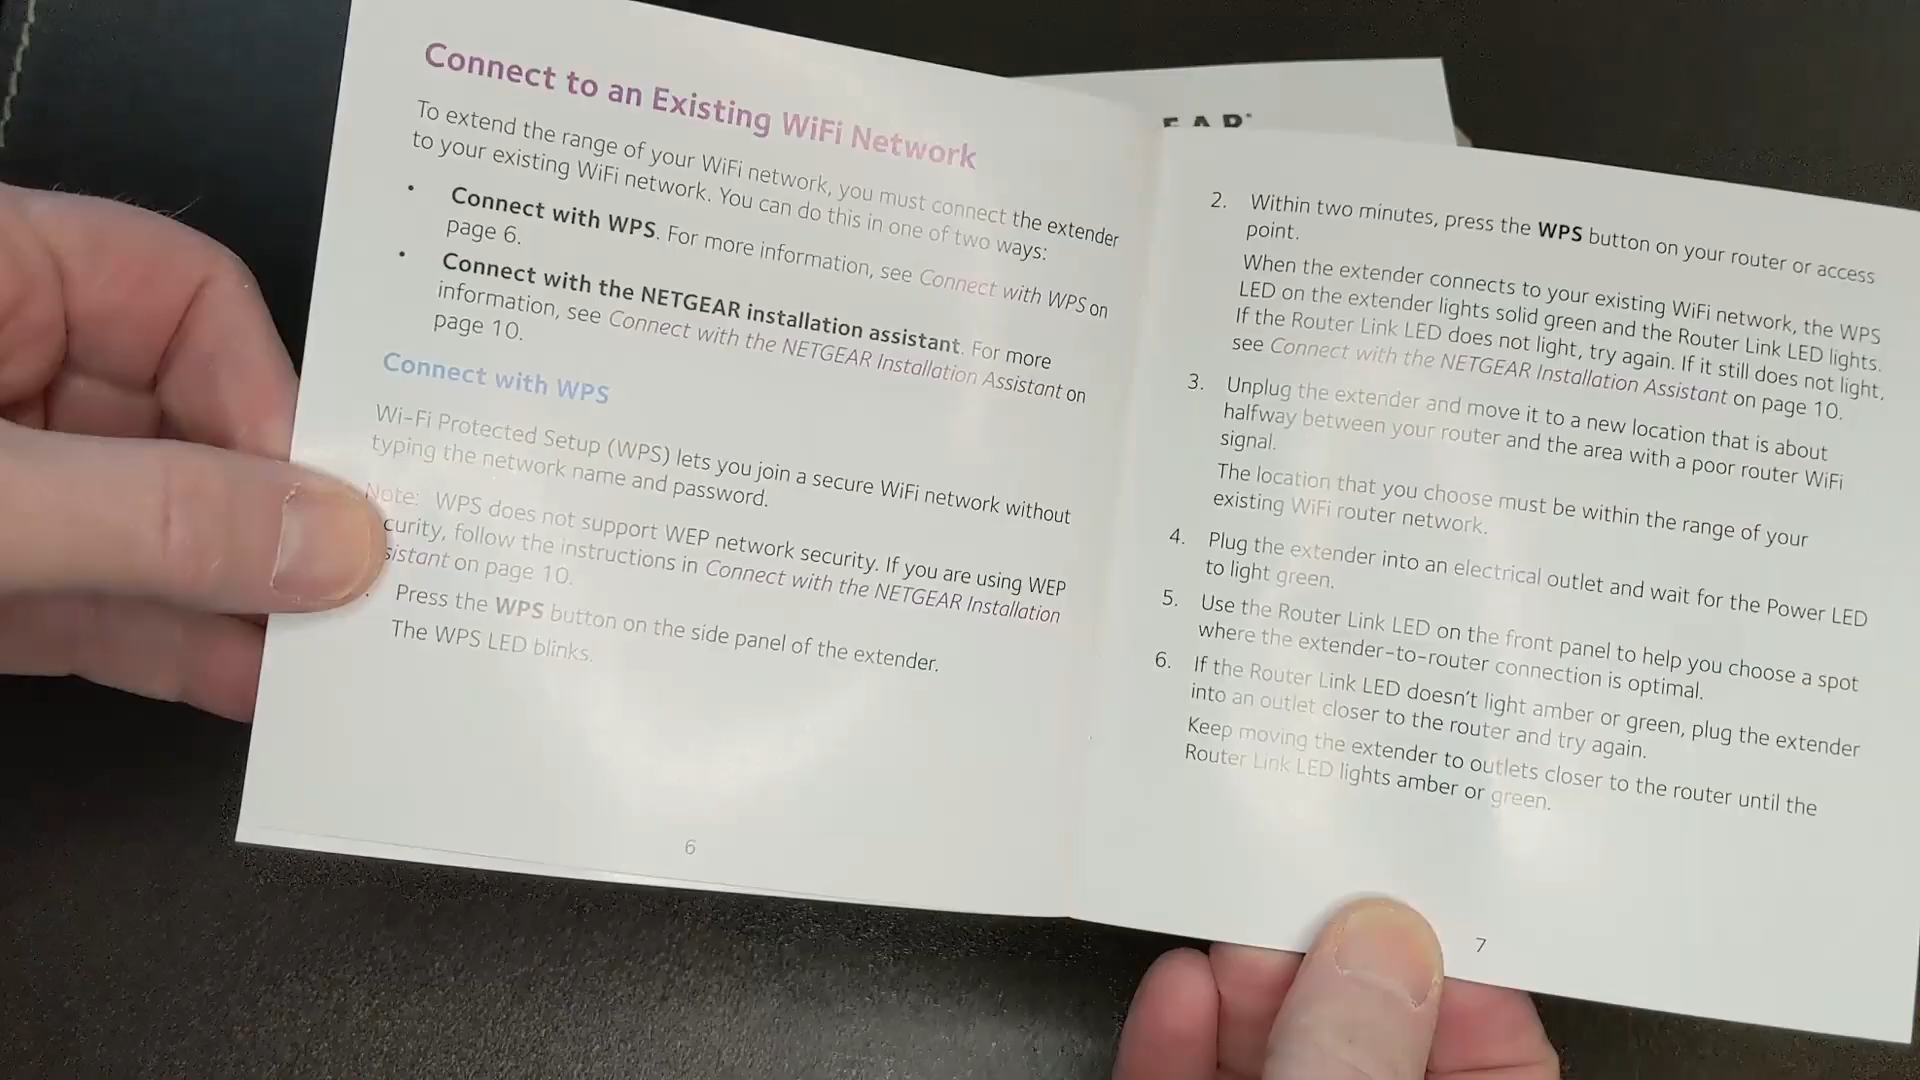 Connect to an Existing WiFi Network
To extend the range of your WiFi network, you must connect the extender
to your existing WiFi network. You can do this in one of two ways:
• Connect with WPS. For more information, see Connect with WPS on
page 6.
• Connect with the NETGEAR installation assistant. For more
information, see Connect with the NETGEAR Installation Assistant on
page 10.
Connect with WPS
Wi-Fi Protected Setup (WPS) lets you join a secure WiFi network without
typing the network name and password.
Note: WPS does not support WEP network security. If you are using WEP
curity, follow the instructions in Connect with the NETGEAR Installation
sistant on page 10.
Press the WPS button on the side panel of the extender.
The WPS LED blinks.
6
EAR
2. Within two minutes, press the WPS button on your router or access
point.
When the extender connects to your existing WiFi network, the WPS
LED on the extender lights solid green and the Router Link LED lights.
If the Router Link LED does not light, try again. If it still does not light,
see Connect with the NETGEAR Installation Assistant on page 10.
3. Unplug the extender and move it to a new location that is about
halfway between your router and the area with a poor router WiFi
signal.
The location that you choose must be within the range of your
existing WiFi router network.
4. Plug the extender into an electrical outlet and wait for the Power LED
to light green.
5. Use the Router Link LED on the front panel to help you choose a spot
where the extender-to-router connection is optimal.
6. If the Router Link LED doesn't light amber or green, plug the extender
into an outlet closer to the router and try again.
Keep moving the extender to outlets closer to the router until the
Router Link LED lights amber or green.
7